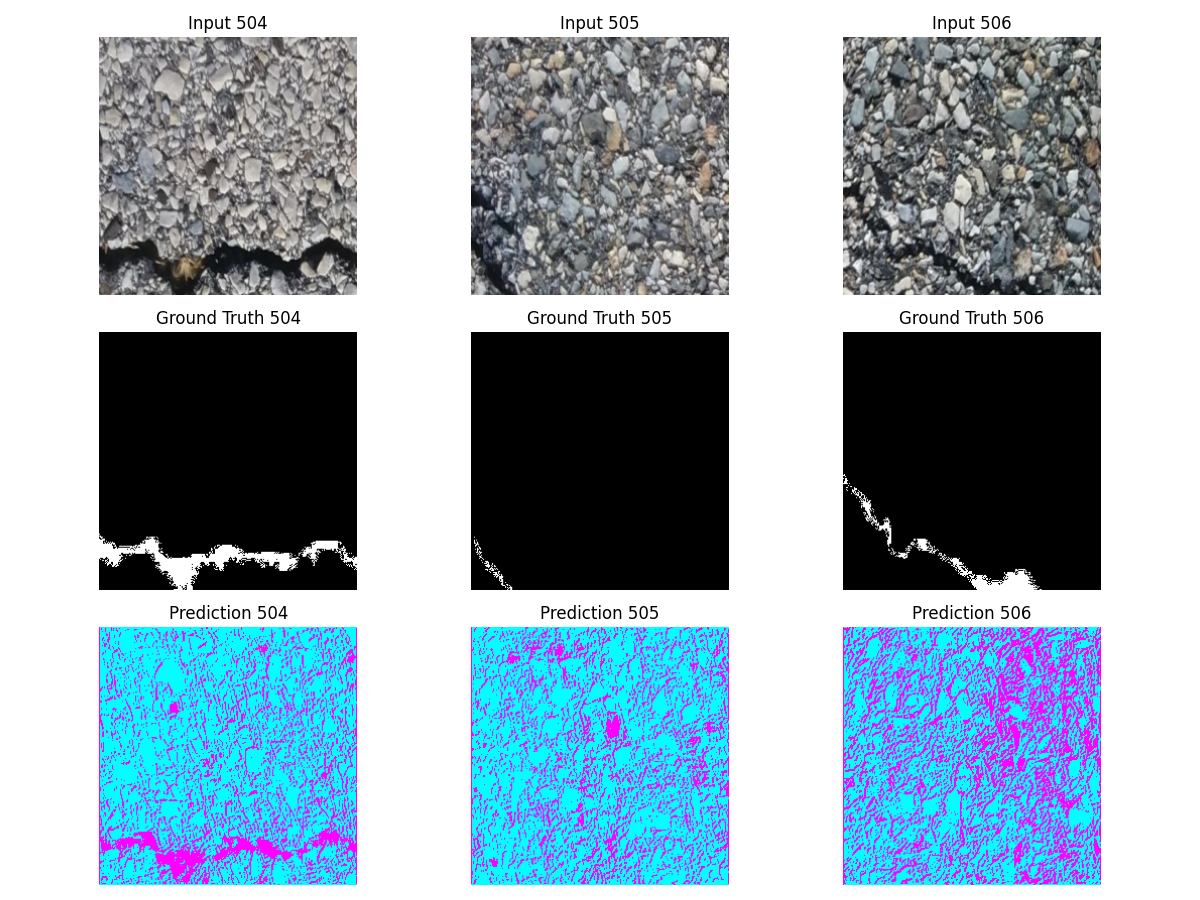 Input 504
Input 505
Input 506
Ground Truth 504
Ground Truth 505
Ground Truth 506
Prediction 504
Prediction 505
Prediction 506